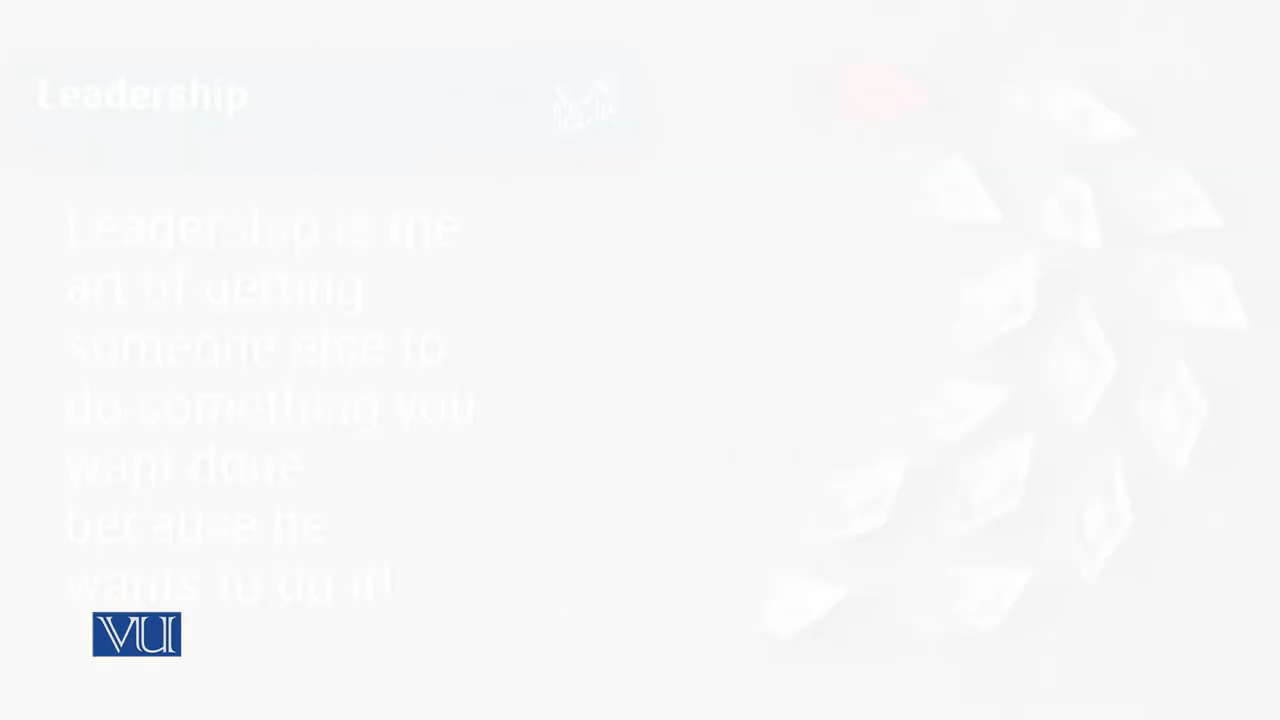 Leadership
Leadership is the
art of getting
someone else to
do something you
want done
because he
wants to do it!
VU